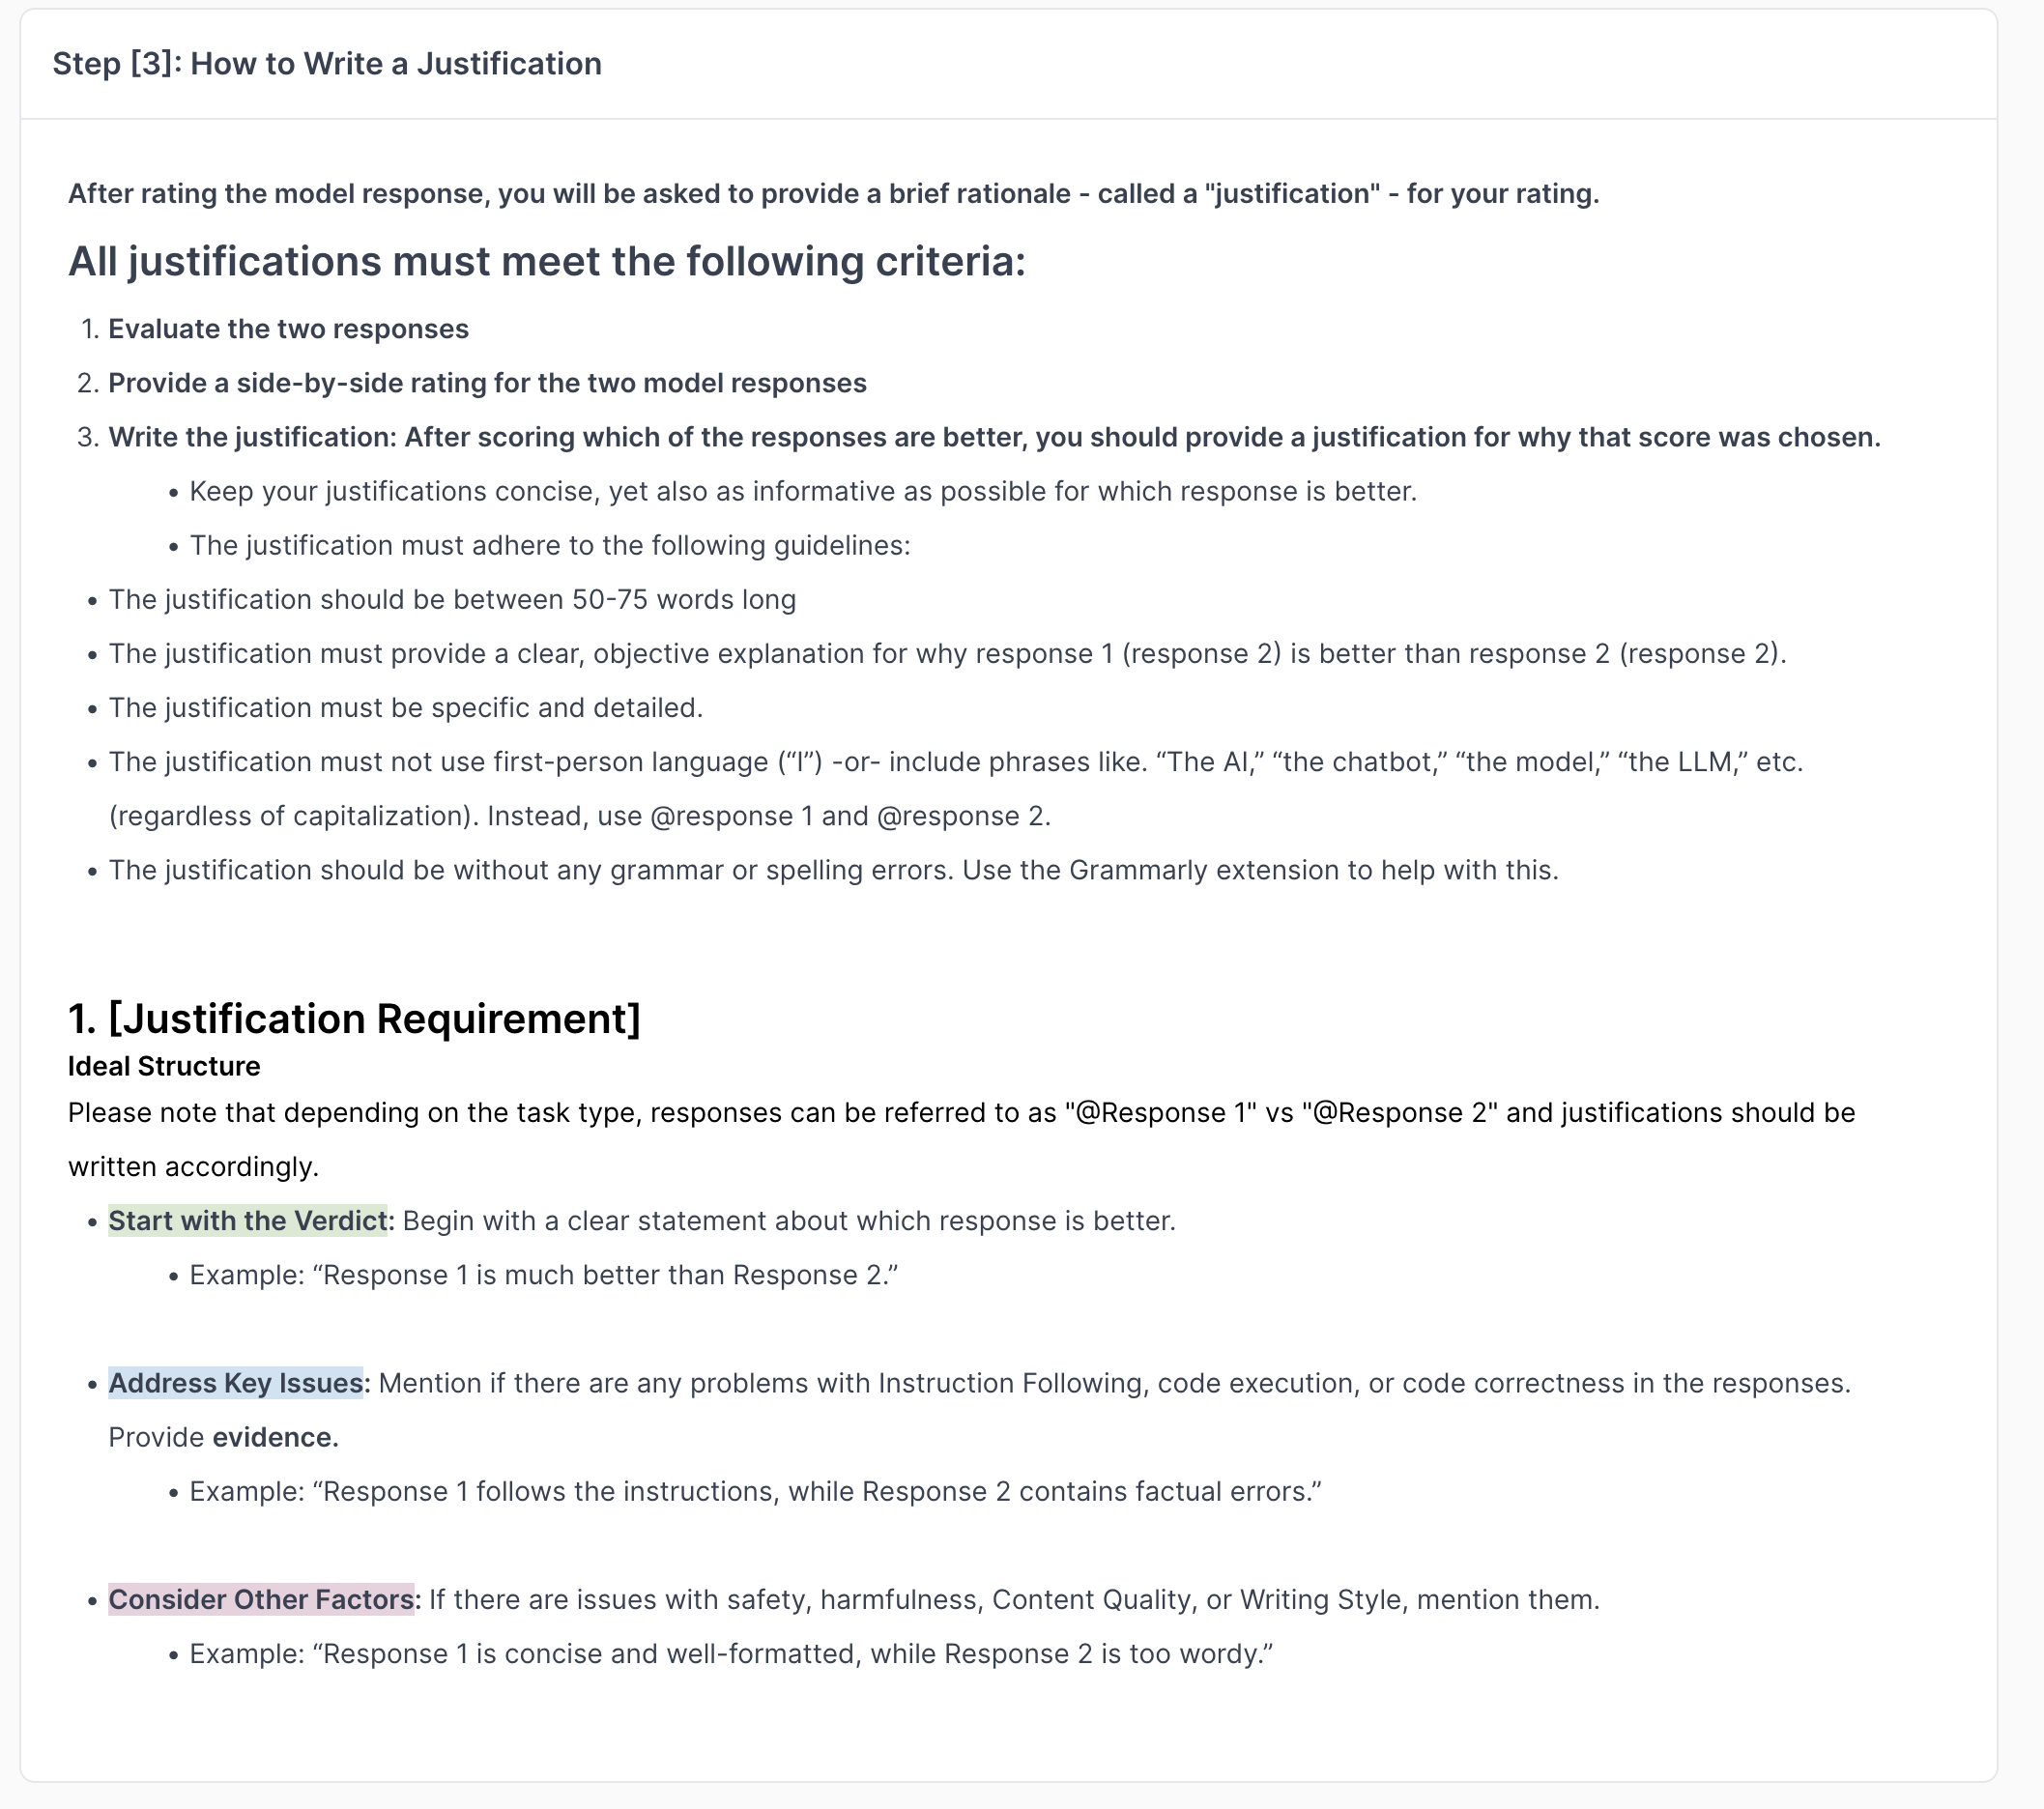 Step [3]: How to Write a Justification
After rating the model response, you will be asked to provide a brief rationale - called a "justification" - for your rating.
All justifications must meet the following criteria:
1. Evaluate the two responses
2. Provide a side-by-side rating for the two model responses
3. Write the justification: After scoring which of the responses are better, you should provide a justification for why that score was chosen.
• Keep your justifications concise, yet also as informative as possible for which response is better.
• The justification must adhere to the following guidelines:
• The justification should be between 50-75 words long
• The justification must provide a clear, objective explanation for why response 1 (response 2) is better than response 2 (response 2).
• The justification must be specific and detailed.
• The justification must not use first-person language (“I”) -or- include phrases like. “The AI,” “the chatbot,” “the model,” “the LLM,” etc.
(regardless of capitalization). Instead, use @response 1 and @response 2.
• The justification should be without any grammar or spelling errors. Use the Grammarly extension to help with this.
1. [Justification Requirement]
Ideal Structure
Please note that depending on the task type, responses can be referred to as "@Response 1" vs "@Response 2" and justifications should be
written accordingly.
• Start with the Verdict: Begin with a clear statement about which response is better.
• Example: “Response 1 is much better than Response 2.”
• Address Key Issues: Mention if there are any problems with Instruction Following, code execution, or code correctness in the responses.
Provide evidence.
• Example: “Response 1 follows the instructions, while Response 2 contains factual errors.”
• Consider Other Factors: If there are issues with safety, harmfulness, Content Quality, or Writing Style, mention them.
• Example: “Response 1 is concise and well-formatted, while Response 2 is too wordy.”